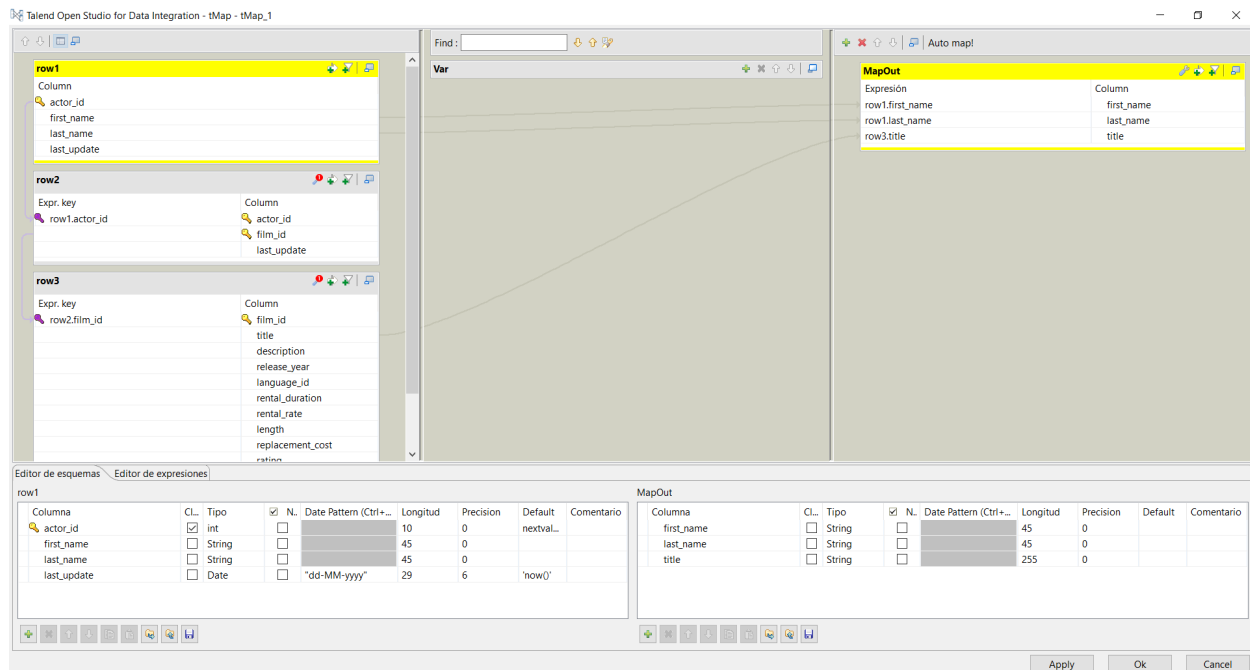 Talend Open Studio for Data Integration - tMap - tMap_1
Find :
Auto map!
row1
Column
actor_id
first_name
last_name
last_update
row2
Expr. key Column
row1.actor_id actor_id
film_id
last_update
row3
Expr. key Column
row2.film_id film_id
title
description
release_year
language_id
rental_duration
rental_rate
length
replacement_cost
rating
Var
MapOut
Expresión Column
row1.first_name first_name
row1.last_name last_name
row3.title title
Editor de esquemas Editor de expresiones
row1
Columna Cl... Tipo N.. Date Pattern (Ctrl+... Longitud Precision Default Comentario
actor_id int 10 0 nextval...
first_name String 45 0
last_name String 45 0
last_update Date "dd-MM-yyyy" 29 6 'now()'
MapOut
Columna Cl... Tipo N.. Date Pattern (Ctrl+... Longitud Precision Default Comentario
first_name String 45 0
last_name String 45 0
title String 255 0
Apply Ok Cancel